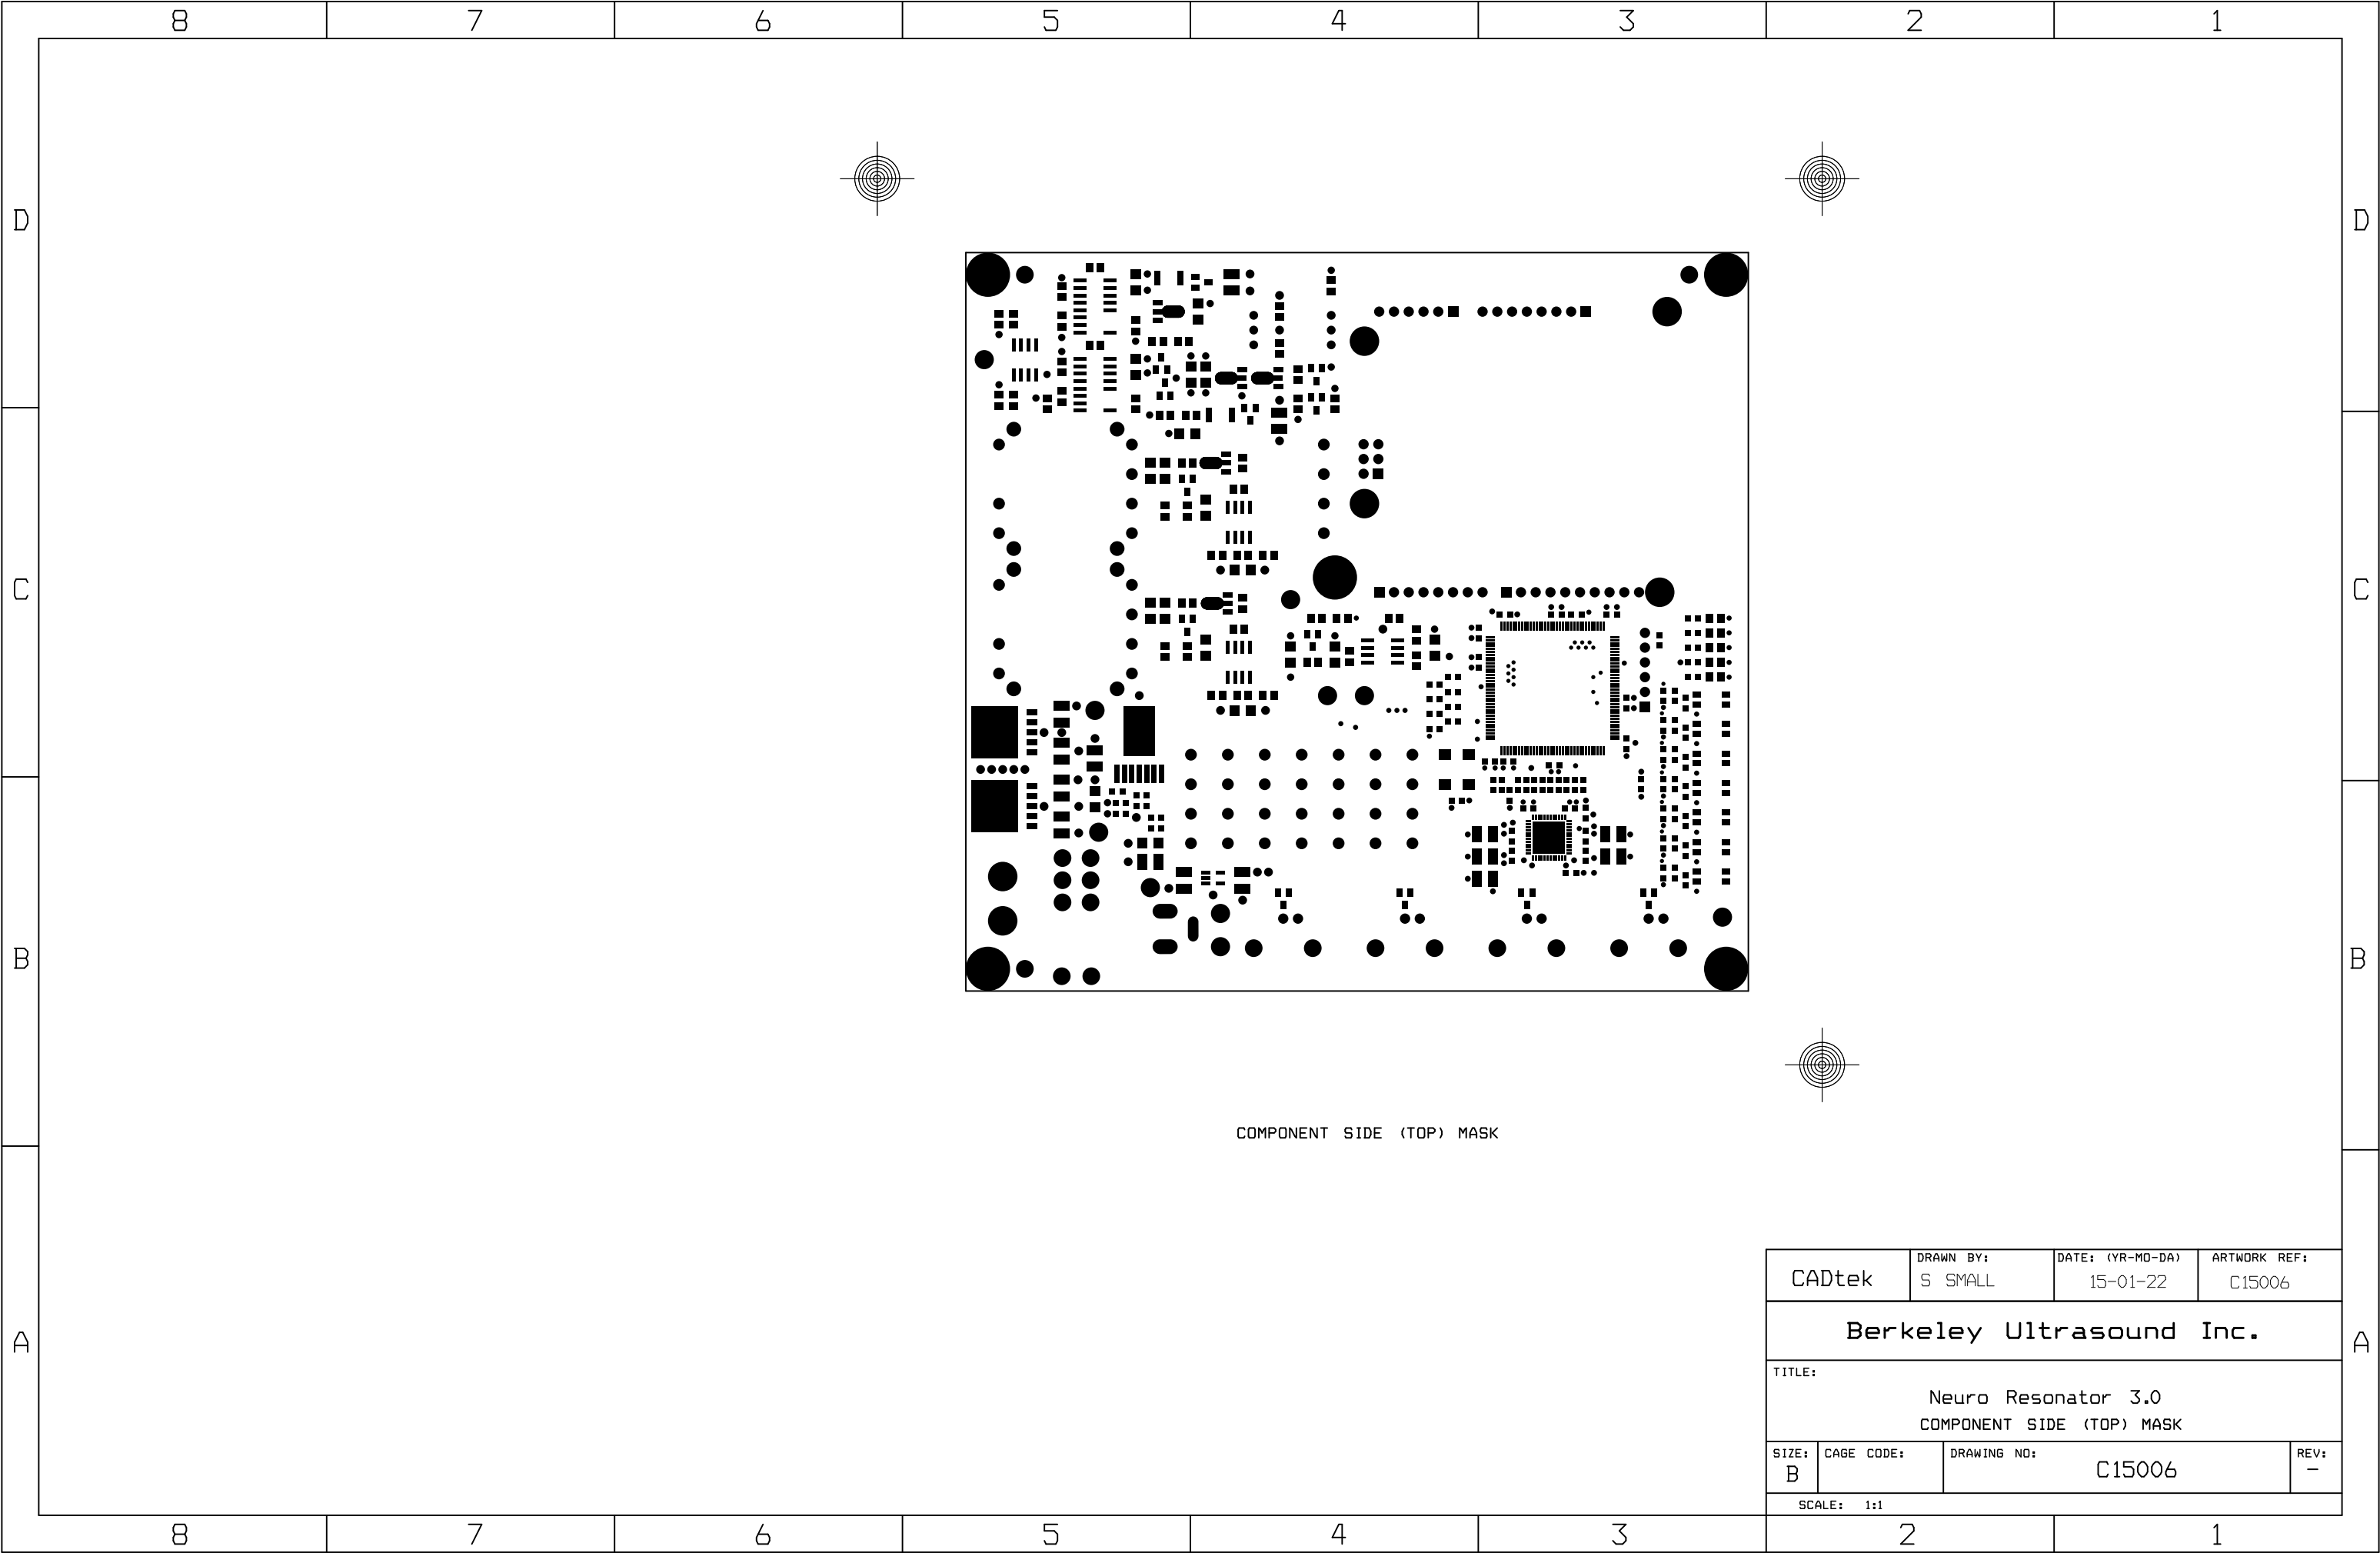 8 7 6 5 4 3 2 1
D D
C C
B B
A A
COMPONENT SIDE (TOP) MASK
CADtek
DRAWN BY:
S SMALL
DATE: (YR-MO-DA)
15-01-22
ARTWORK REF:
C15006
Berkeley Ultrasound Inc.
TITLE:
Neuro Resonator 3.0
COMPONENT SIDE (TOP) MASK
SIZE:
B
CAGE CODE:
DRAWING NO:
C15006
REV:
-
SCALE: 1:1
8 7 6 5 4 3 2 1